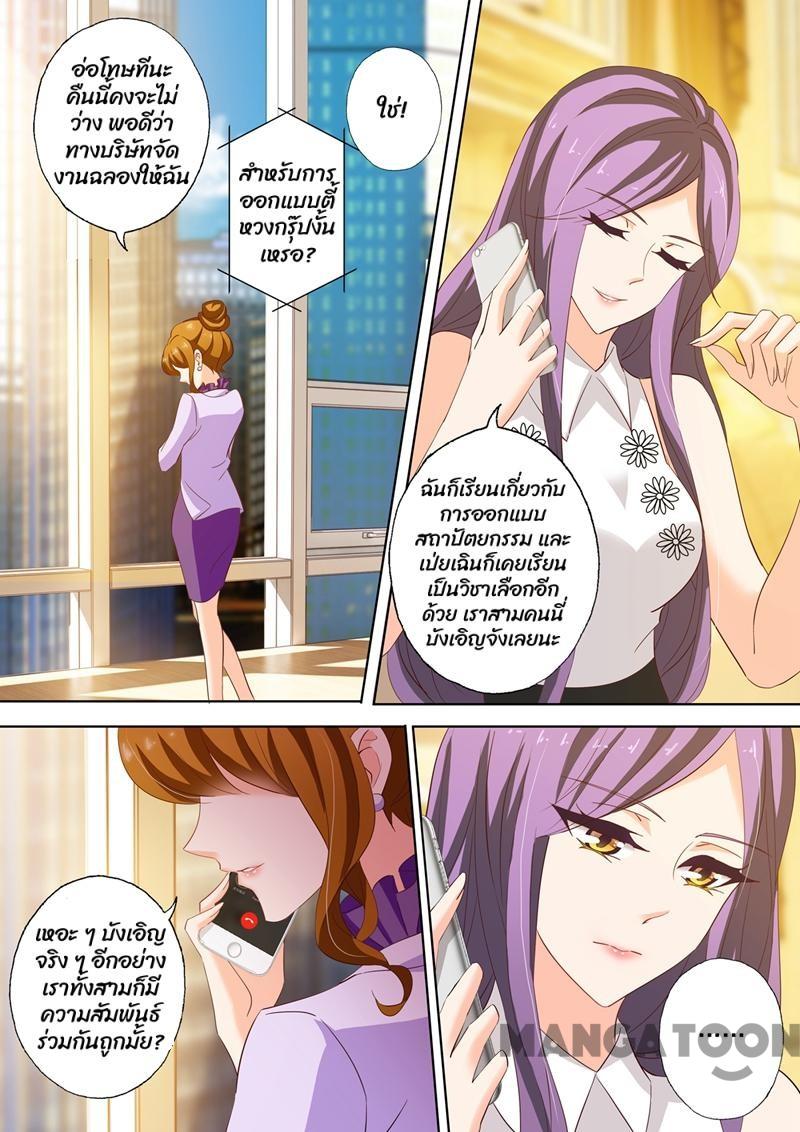 อ่อโทษทีนะ
คืนนี้คงจะไม่
ว่าง พอดีว่า
ทางบริษัทจัด
งานฉลองให้ฉัน
สำหรับการ
ออกแบบตี้
หวงกรุ๊ปงั้น
เหรอ?
ใช่!
ฉันก็เรียนเกี่ยวกับ
การออกแบบ
สถาปัตยกรรม และ
เป่ยเฉินก็เคยเรียน
เป็นวิชาเลือกอีก
ด้วย เราสามคนนี่
บังเอิญจังเลยนะ
เหอะ ๆ บังเอิญ
จริง ๆ อีกอย่าง
เราทั้งสามก็มี
ความสัมพันธ์
ร่วมกันถูกมั้ย?
......
MANGATOON